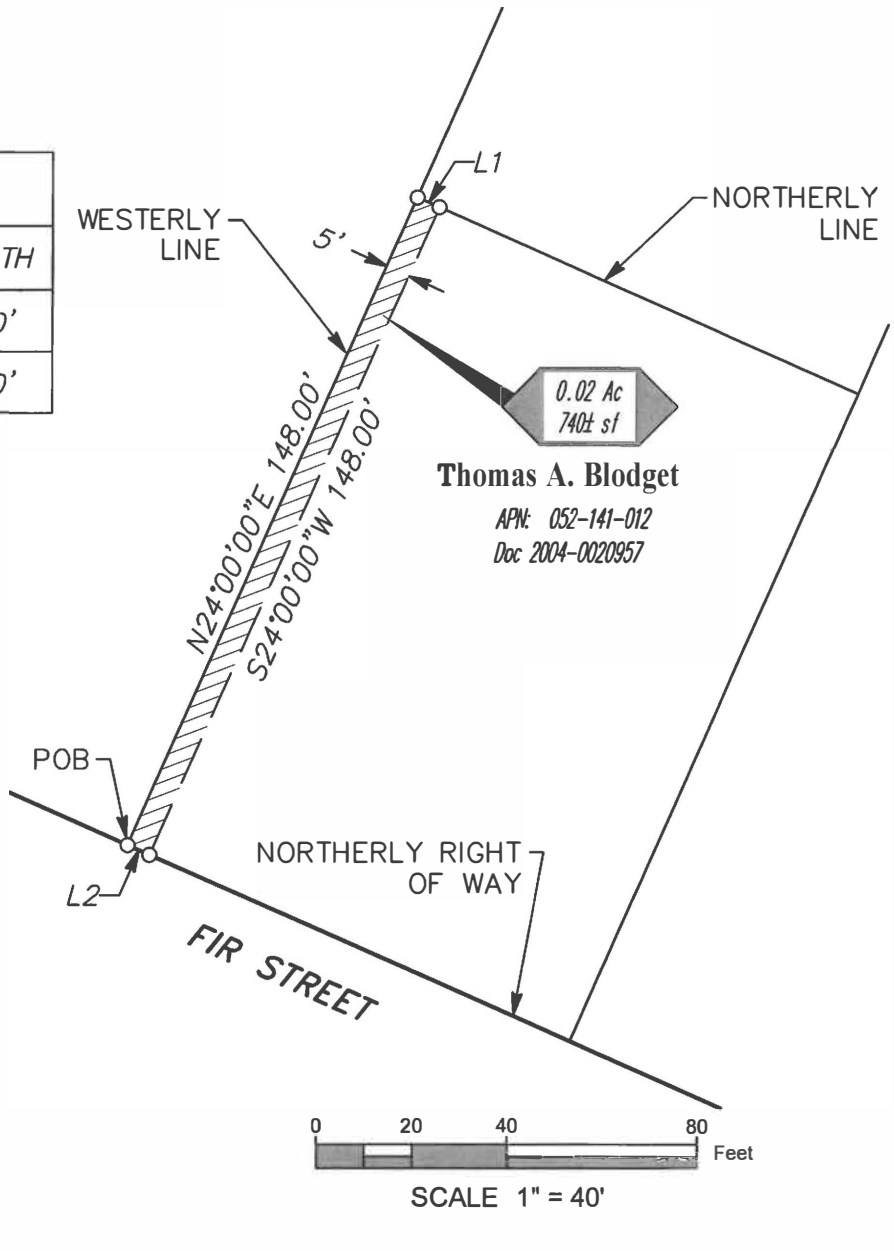 L1
NORTHERLY
LINE
WESTERLY
LINE
TH
0'
0'
5'
0.02 Ac
740± sf
Thomas A. Blodget
APN: 052-141-012
Doc 2004-0020957
N24°00'00"E 148.00'
S24°00'00"W 148.00'
POB
L2
NORTHERLY RIGHT
OF WAY
FIR STREET
0 20 40 80
Feet
SCALE 1" = 40'